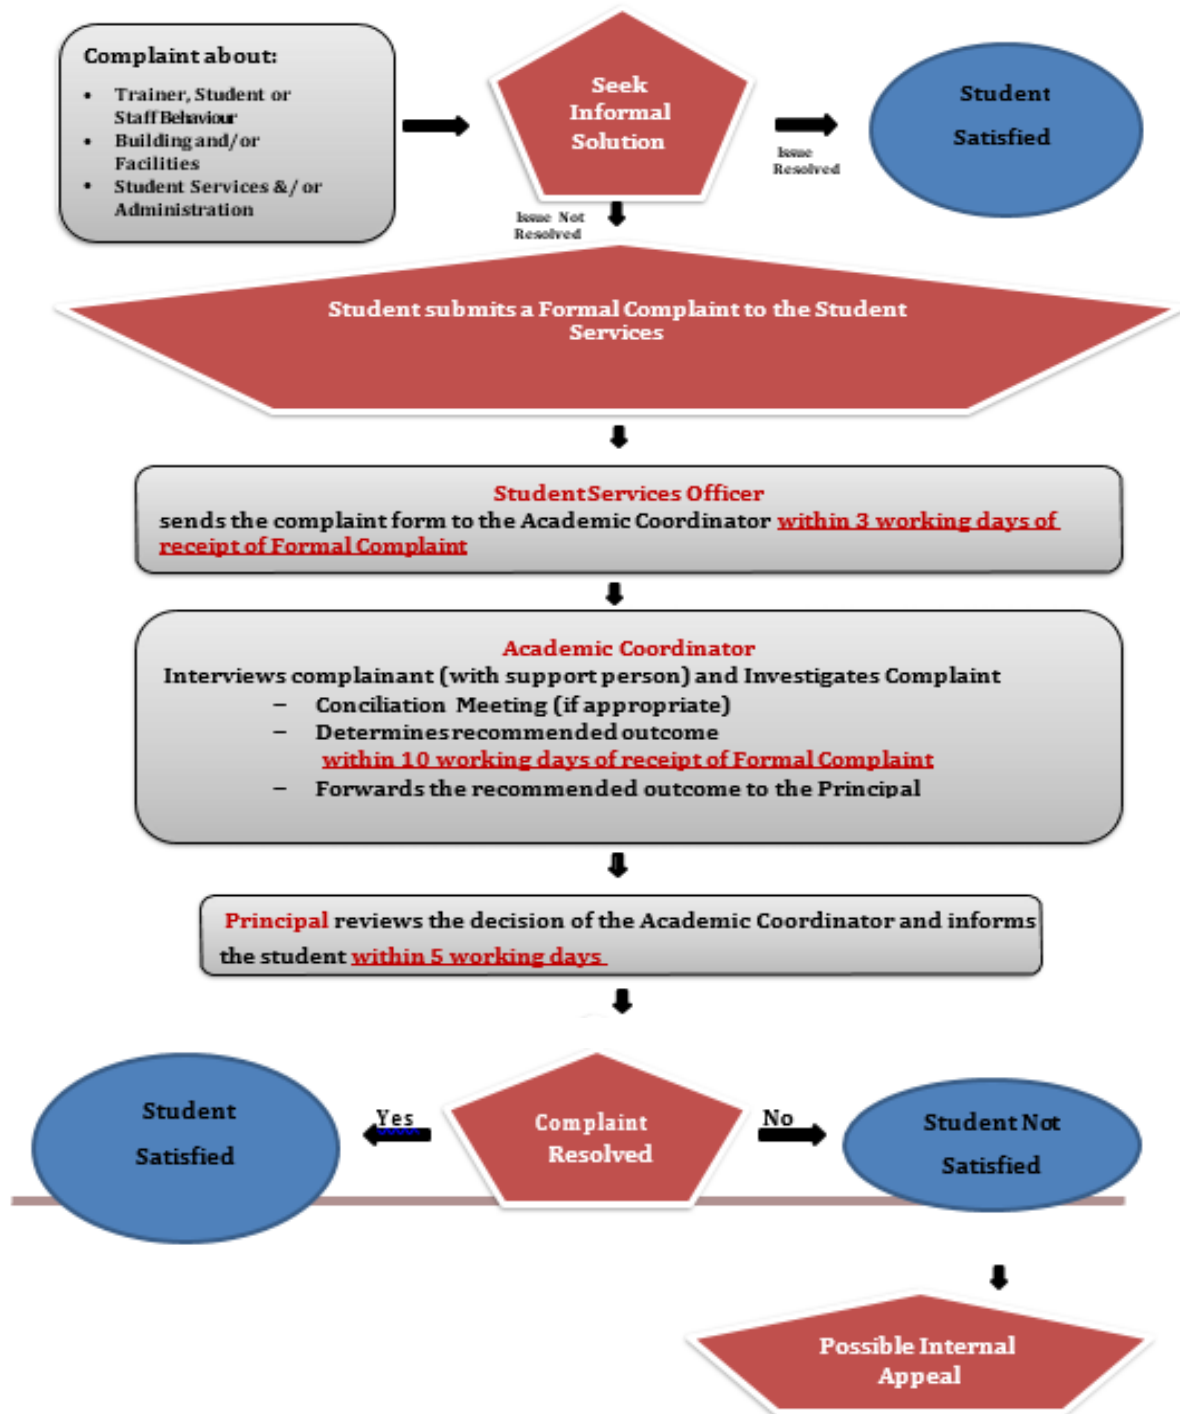 Complaint about:
• Trainer, Student or
Staff Behaviour
• Building and/or
Facilities
• Student Services &/ or
Administration
Seek
Informal
Solution
Issue
Resolved
Student
Satisfied
Issue Not
Resolved
Student submits a Formal Complaint to the Student
Services
Student Services Officer
sends the complaint form to the Academic Coordinator within 3 working days of
receipt of Formal Complaint
Academic Coordinator
Interviews complainant (with support person) and Investigates Complaint
– Conciliation Meeting (if appropriate)
– Determines recommended outcome
within 10 working days of receipt of Formal Complaint
– Forwards the recommended outcome to the Principal
Principal reviews the decision of the Academic Coordinator and informs
the student within 5 working days
Student
Satisfied
Yes
Complaint
Resolved
No
Student Not
Satisfied
Possible Internal
Appeal